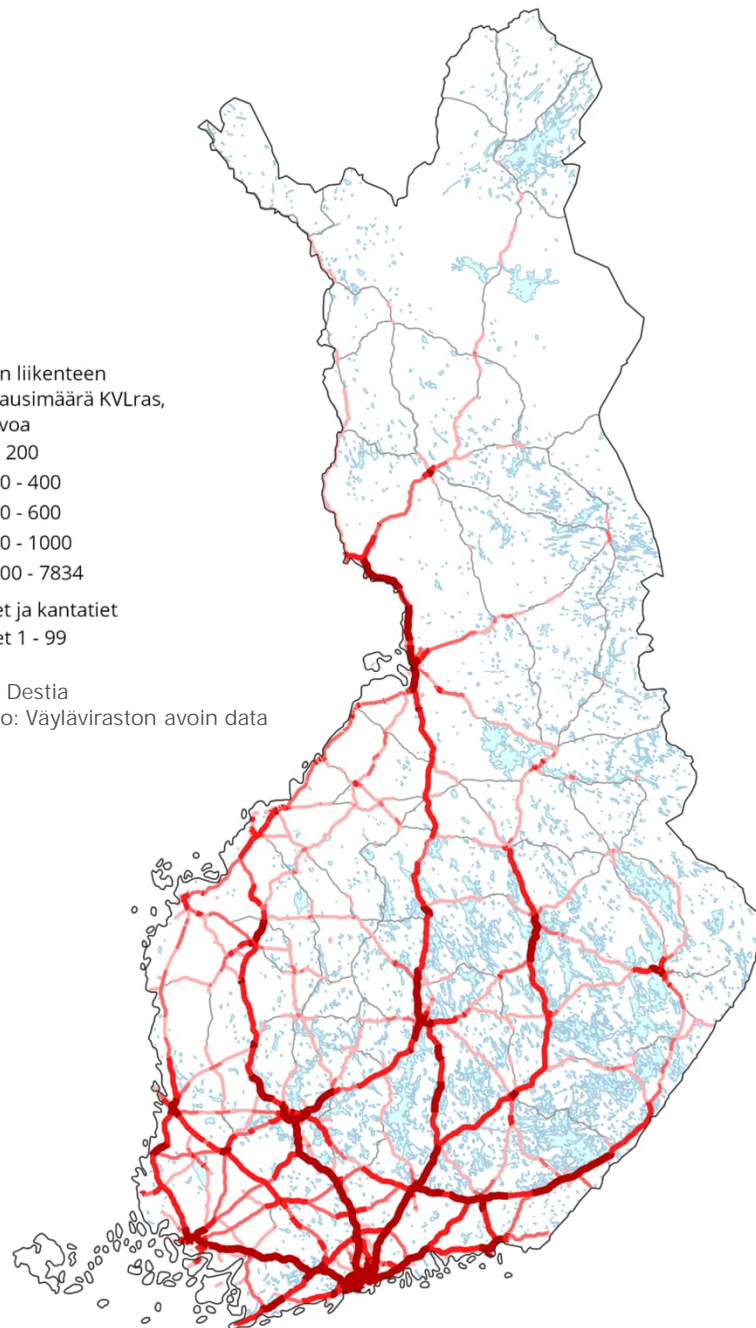 n liikenteen
ausimäärä KVLras,
voa
200
0 - 400
0 - 600
0 - 1000
00 - 7834
et ja kantatiet
et 1 - 99
Destia
o: Väyläviraston avoin data